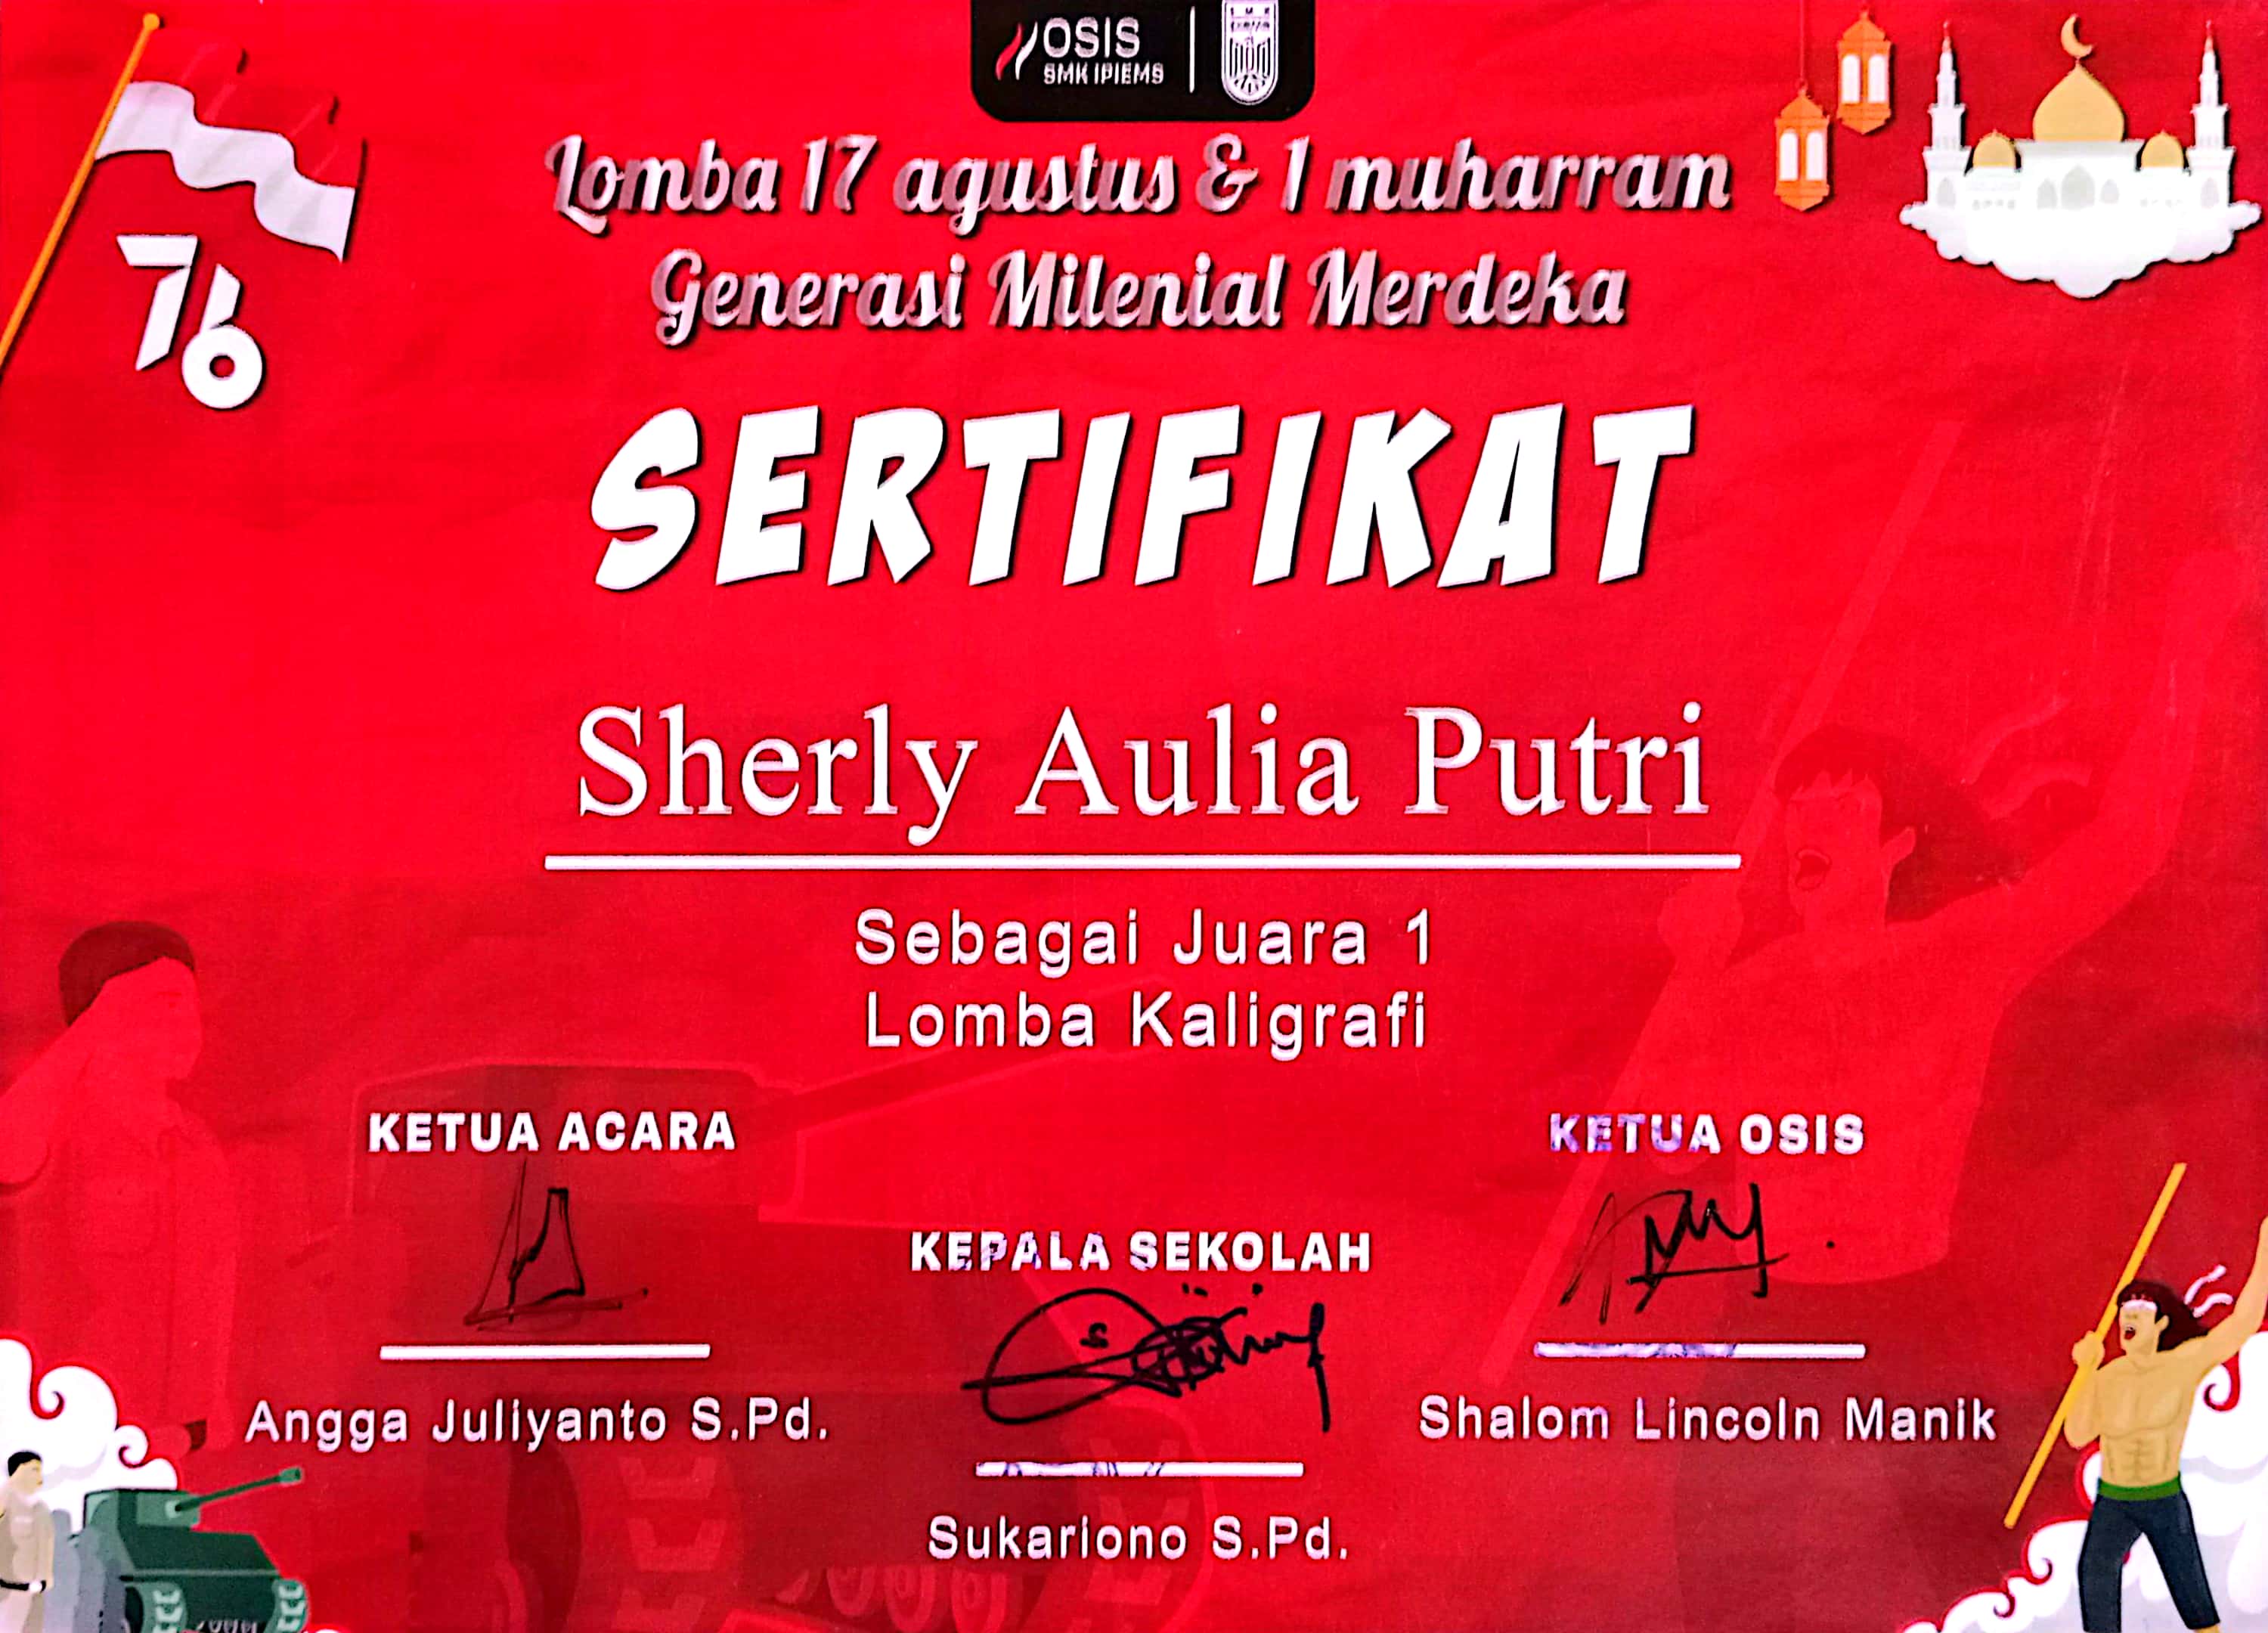 OSIS
SMK IPIEMS
SMK
Lomba 17 agustus & 1 muharram
Generasi Milenial Merdeka
76
SERTIFIKAT
Sherly Aulia Putri
Sebagai Juara 1
Lomba Kaligrafi
KETUA ACARA
KETUA OSIS
KEPALA SEKOLAH
Angga Juliyanto S.Pd.
Shalom Lincoln Manik
Sukariono S.Pd.